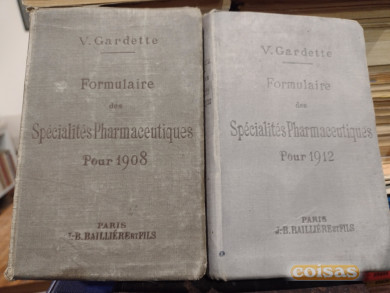 V. Gardette
Formulaire
des
Spécialités Pharmaceutiques
Pour 1908
PARIS
J.-B. BAILLIÈRE ET FILS
V. Gardette
Formulaire
des
Spécialités Pharmaceutiques
Pour 1912
PARIS
J.-B. BAILLIÈRE ET FILS
coisas